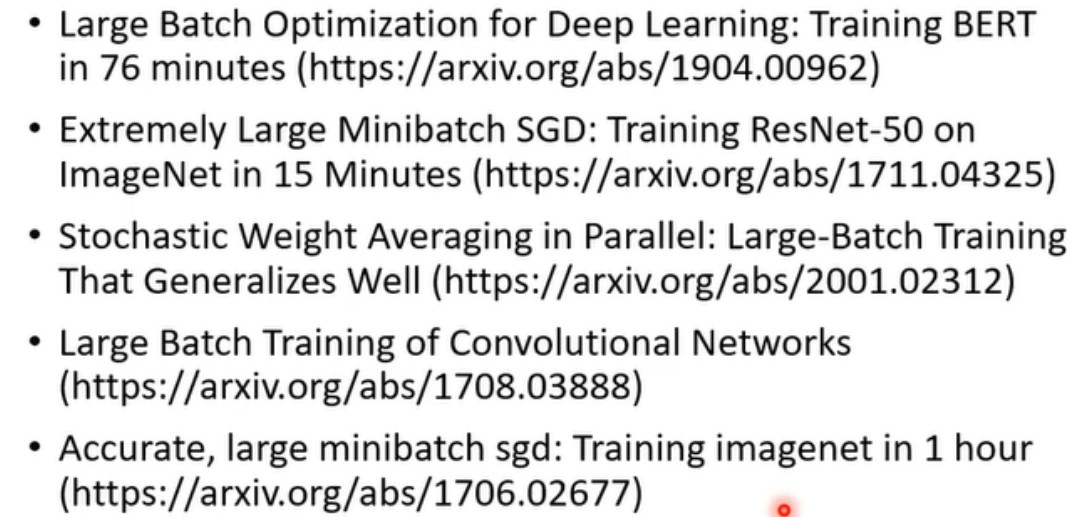 • Large Batch Optimization for Deep Learning: Training BERT
in 76 minutes (https://arxiv.org/abs/1904.00962)
• Extremely Large Minibatch SGD: Training ResNet-50 on
ImageNet in 15 Minutes (https://arxiv.org/abs/1711.04325)
• Stochastic Weight Averaging in Parallel: Large-Batch Training
That Generalizes Well (https://arxiv.org/abs/2001.02312)
• Large Batch Training of Convolutional Networks
(https://arxiv.org/abs/1708.03888)
• Accurate, large minibatch sgd: Training imagenet in 1 hour
(https://arxiv.org/abs/1706.02677)